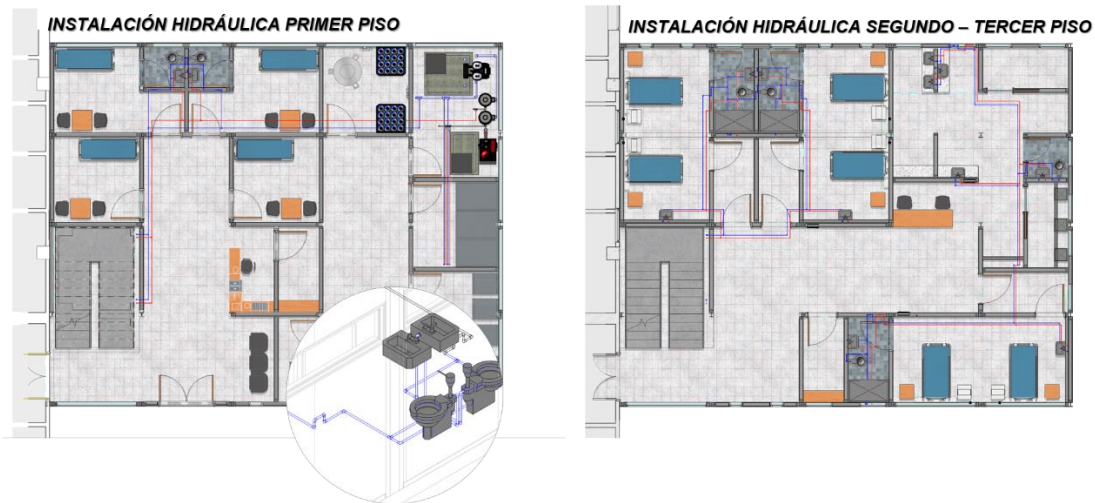 INSTALACIÓN HIDRÁULICA PRIMER PISO
INSTALACIÓN HIDRÁULICA SEGUNDO – TERCER PISO